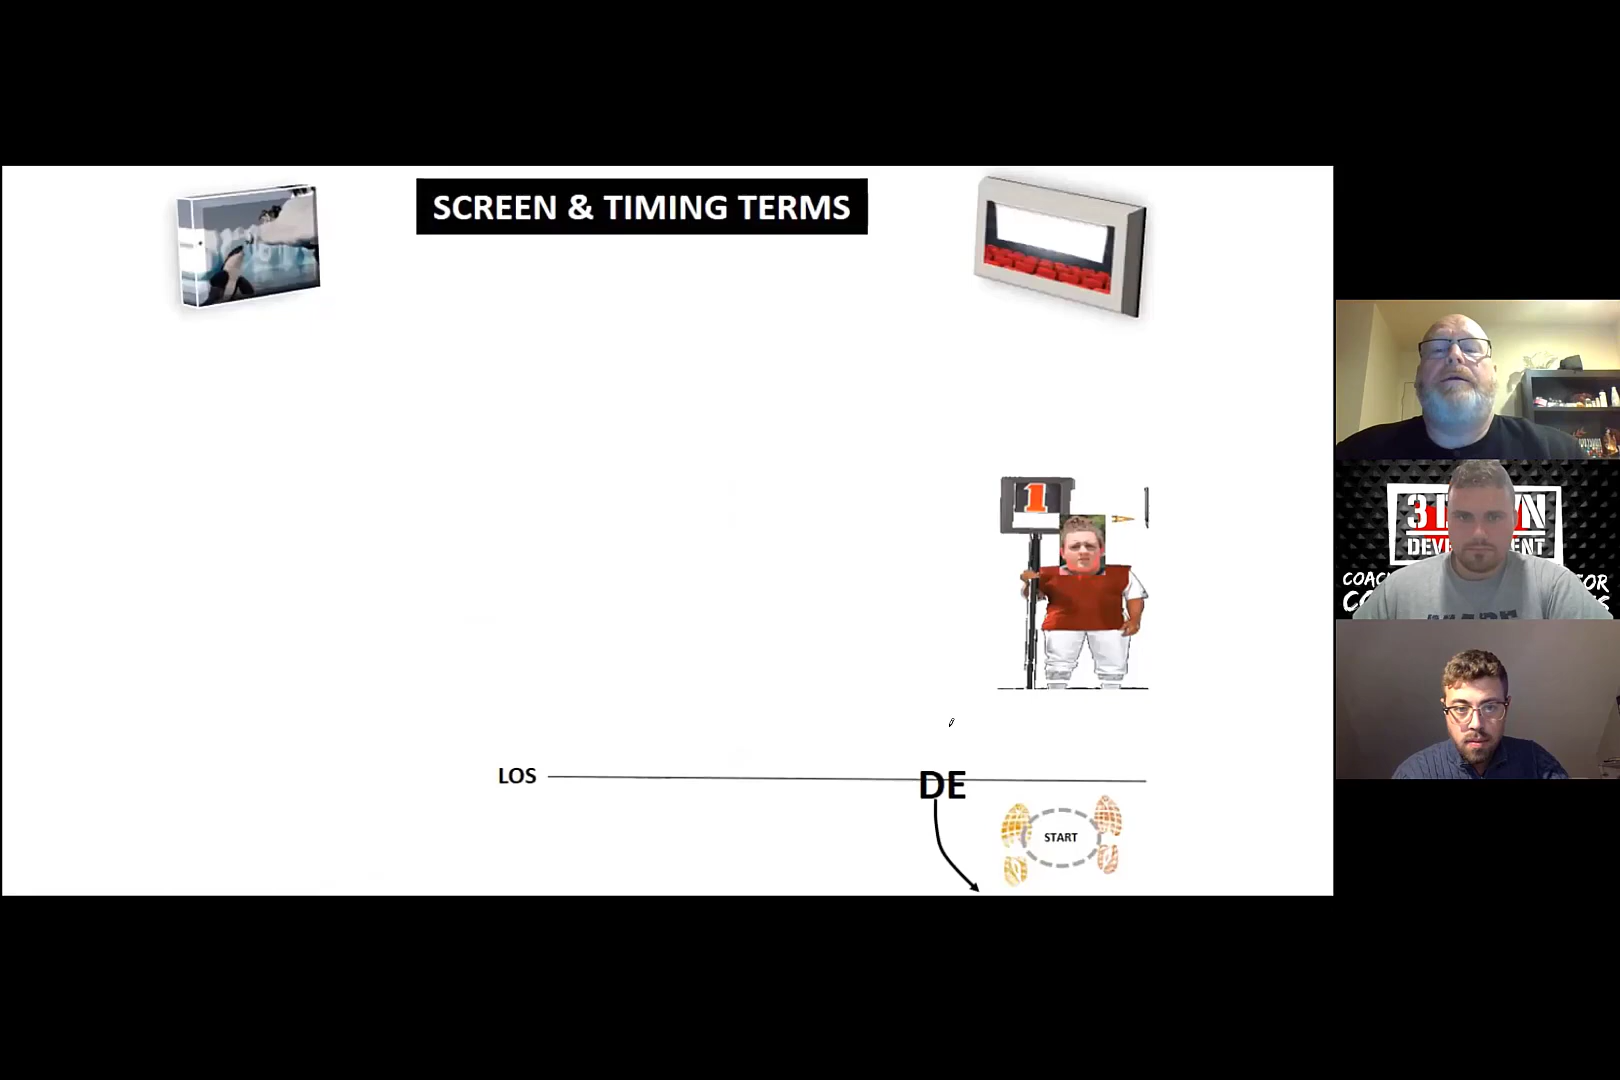 SCREEN & TIMING TERMS
1
LOS
DE
START